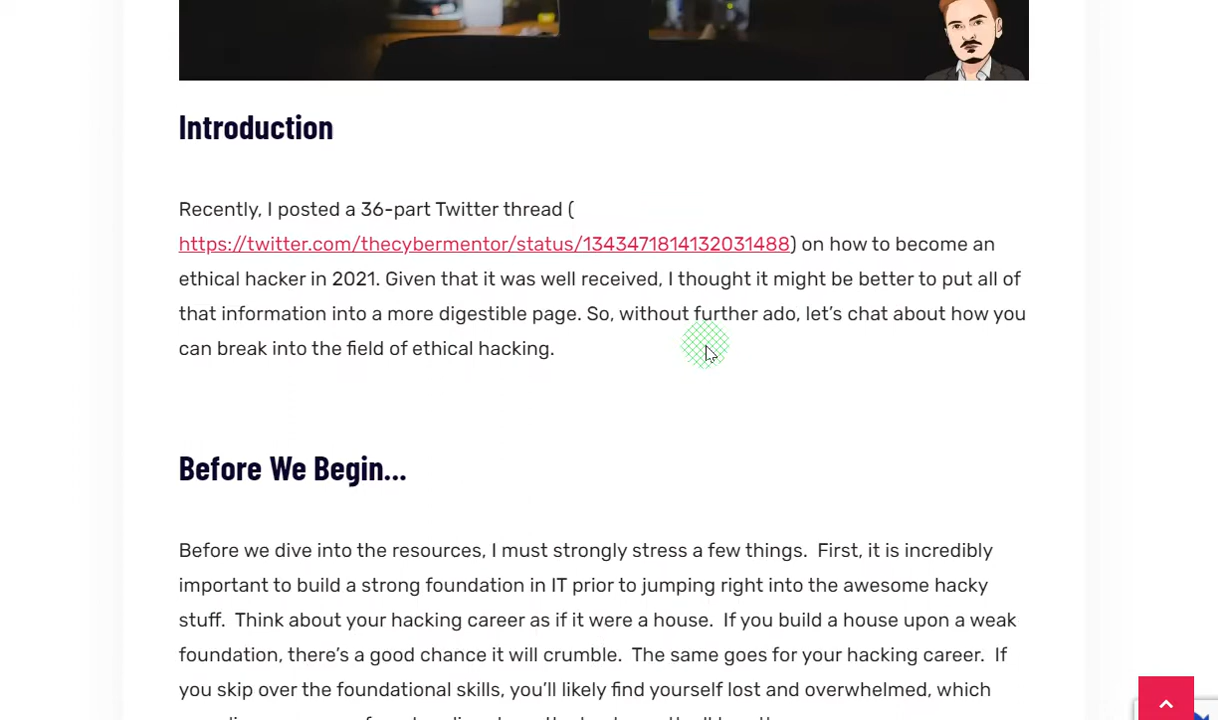 Introduction
Recently, I posted a 36-part Twitter thread (
https://twitter.com/thecybermentor/status/1343471814132031488) on how to become an
ethical hacker in 2021. Given that it was well received, I thought it might be better to put all of
that information into a more digestible page. So, without further ado, let’s chat about how you
can break into the field of ethical hacking.
Before We Begin...
Before we dive into the resources, I must strongly stress a few things.  First, it is incredibly
important to build a strong foundation in IT prior to jumping right into the awesome hacky
stuff.  Think about your hacking career as if it were a house.  If you build a house upon a weak
foundation, there’s a good chance it will crumble.  The same goes for your hacking career.  If
you skip over the foundational skills, you’ll likely find yourself lost and overwhelmed, which